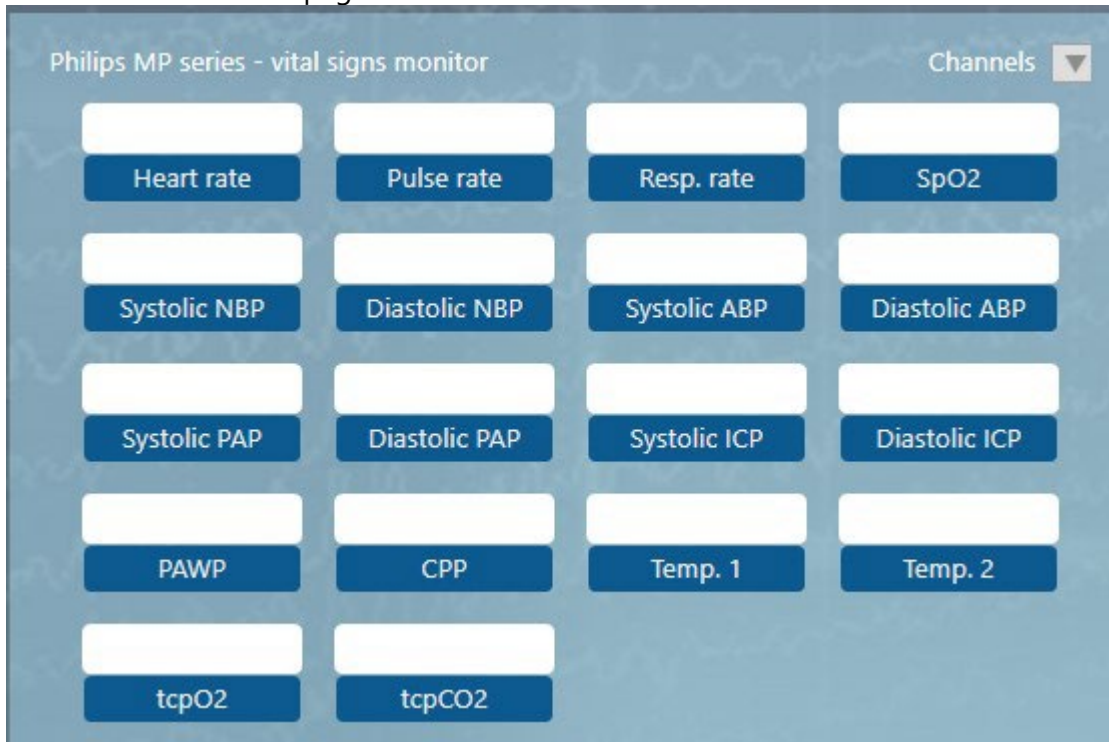 Philips MP series - vital signs monitor Channels
Heart rate Pulse rate Resp. rate SpO2
Systolic NBP Diastolic NBP Systolic ABP Diastolic ABP
Systolic PAP Diastolic PAP Systolic ICP Diastolic ICP
PAWP CPP Temp. 1 Temp. 2
tcpO2 tcpCO2